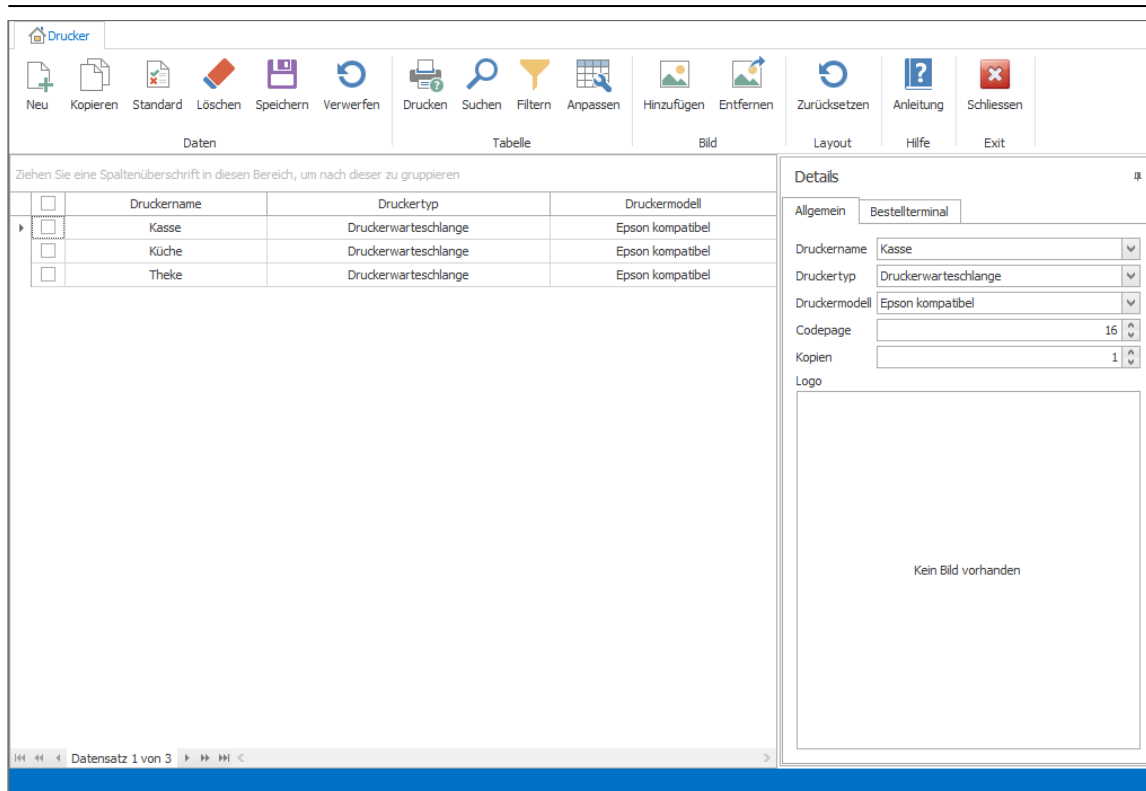 Drucker
Neu Kopieren Standard Löschen Speichern Verwerfen Drucken Suchen Filtern Anpassen Hinzufügen Entfernen Zurücksetzen Anleitung Schliessen
Daten Tabelle Bild Layout Hilfe Exit
Ziehen Sie eine Spaltenüberschrift in diesen Bereich, um nach dieser zu gruppieren
Druckername Druckertyp Druckermodell
Kasse Druckerwarteschlange Epson kompatibel
Küche Druckerwarteschlange Epson kompatibel
Theke Druckerwarteschlange Epson kompatibel
Datensatz 1 von 3
Details
Allgemein Bestellterminal
Druckername Kasse
Druckertyp Druckerwarteschlange
Druckermodell Epson kompatibel
Codepage 16
Kopien 1
Logo
Kein Bild vorhanden